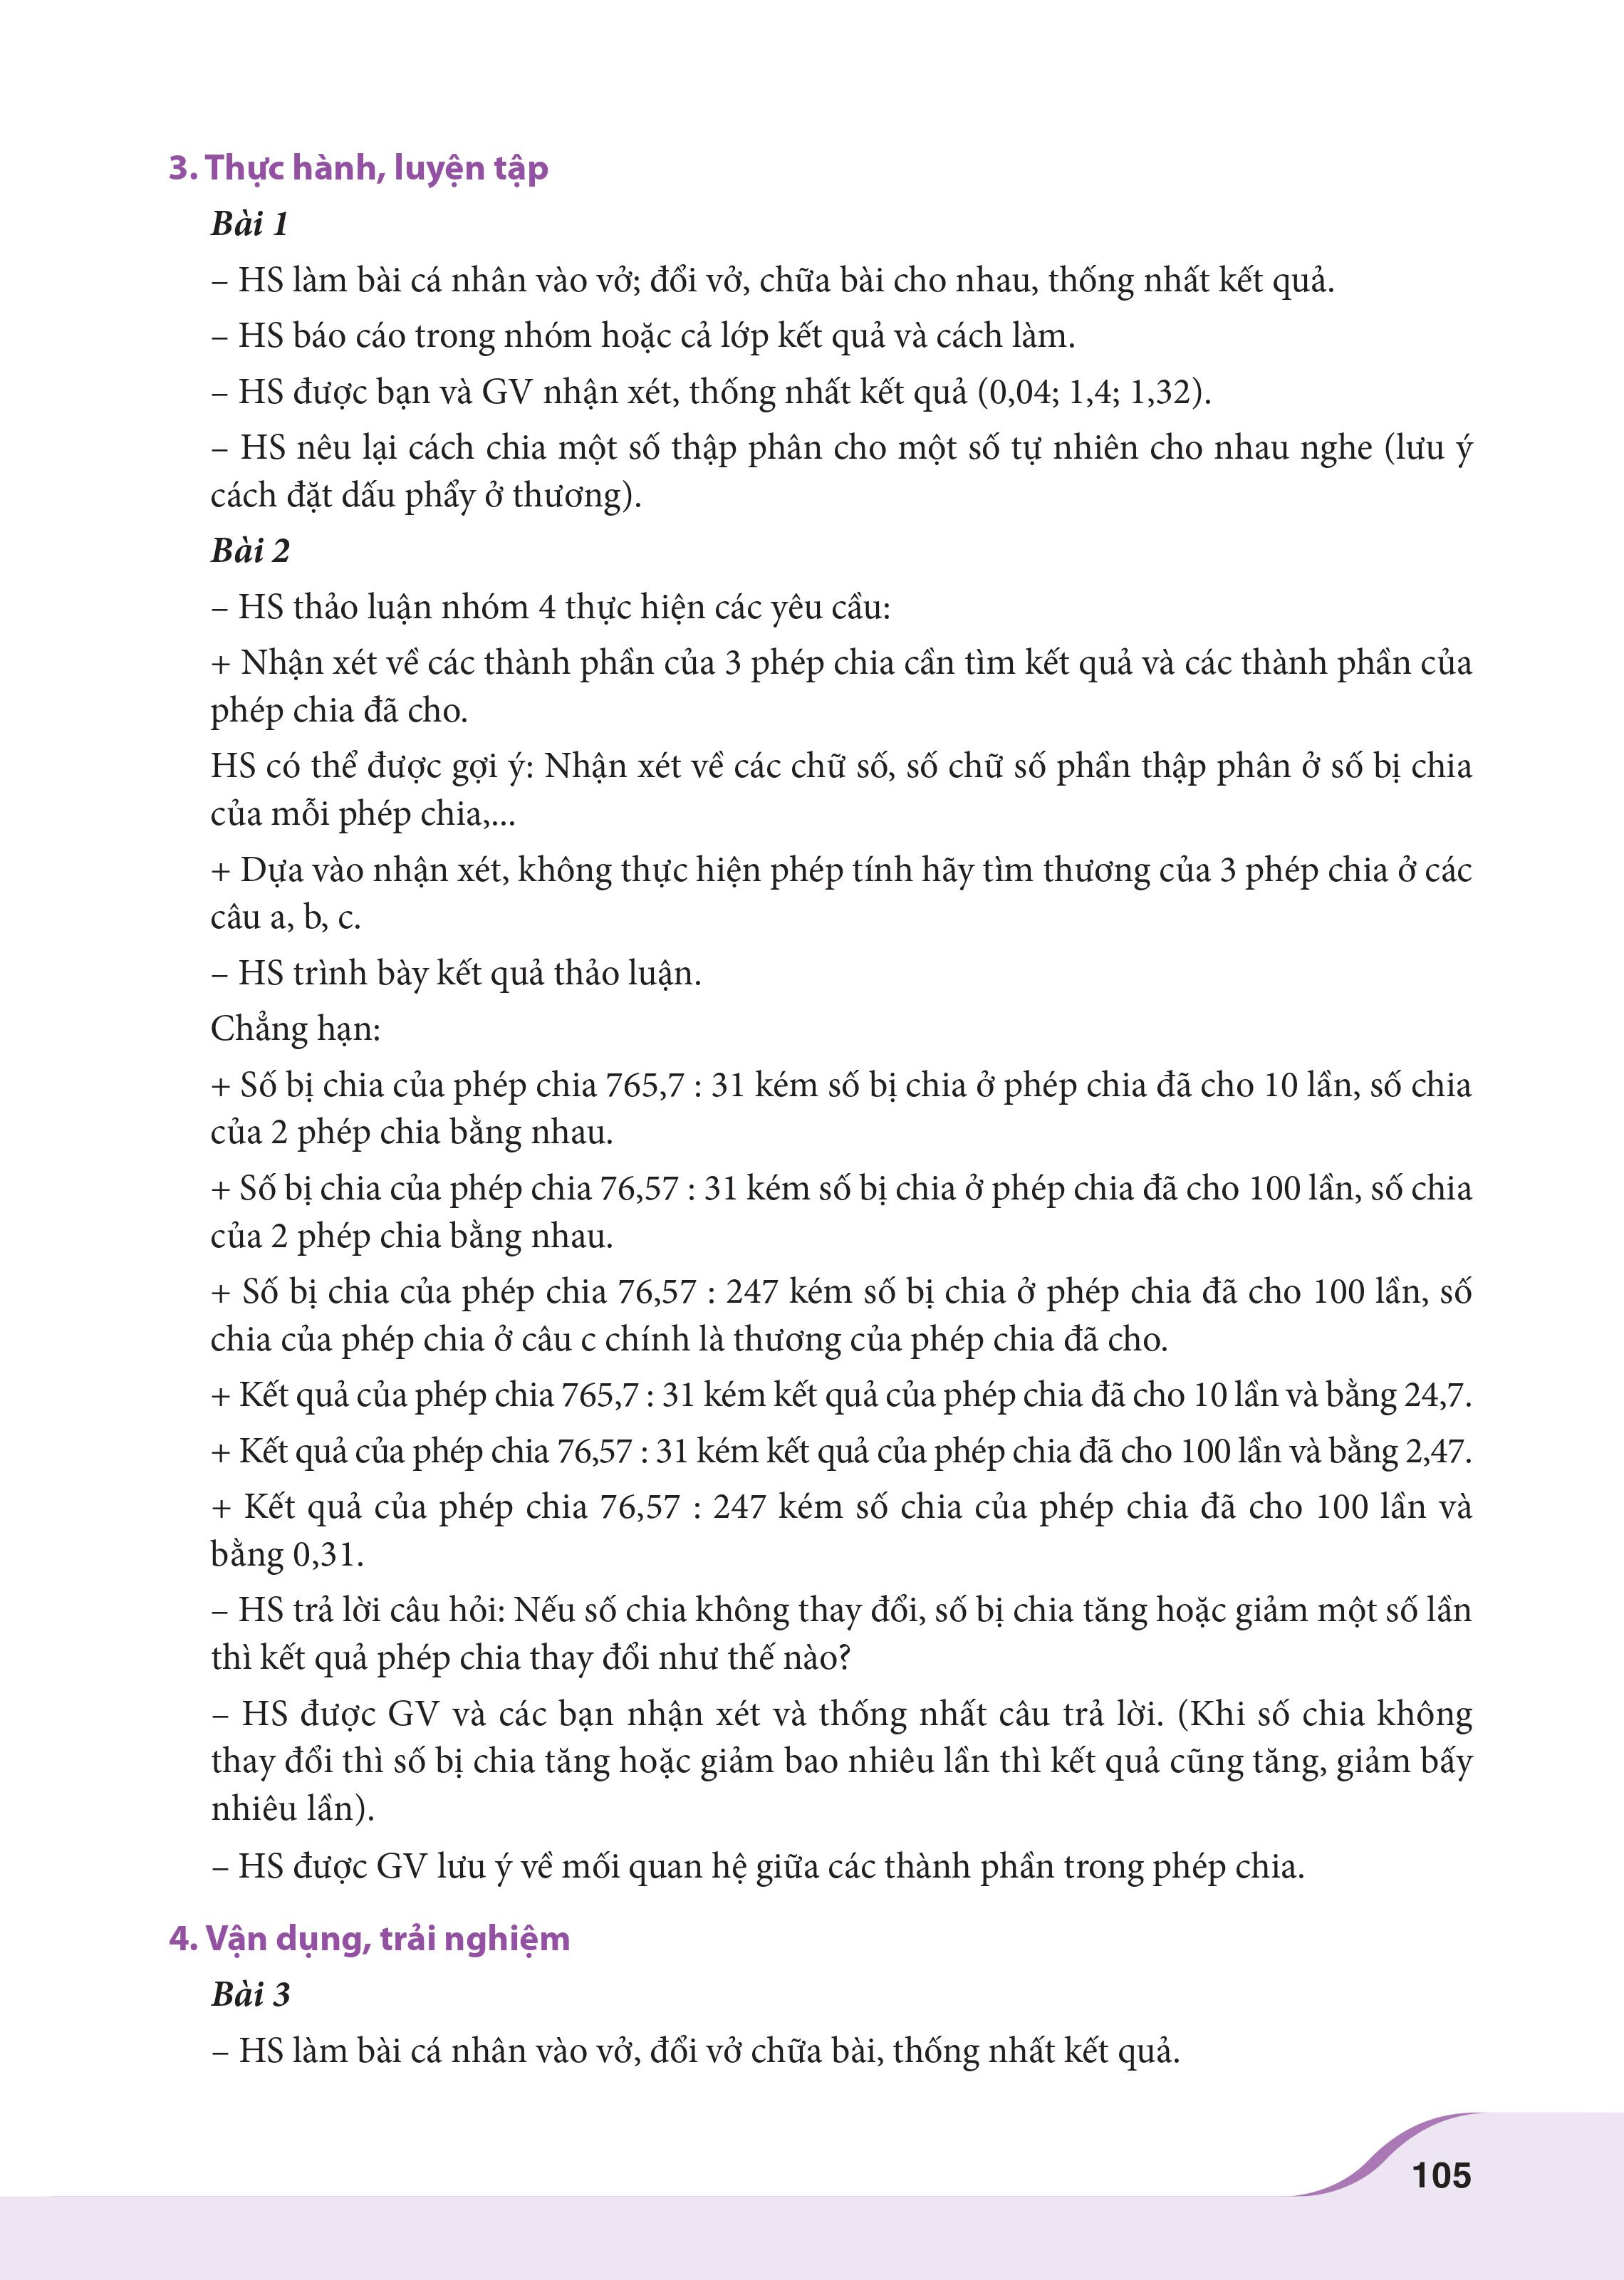 3. Thực hành, luyện tập
Bài 1
– HS làm bài cá nhân vào vở; đổi vở, chữa bài cho nhau, thống nhất kết quả.
– HS báo cáo trong nhóm hoặc cả lớp kết quả và cách làm.
– HS được bạn và GV nhận xét, thống nhất kết quả (0,04; 1,4; 1,32).
– HS nêu lại cách chia một số thập phân cho một số tự nhiên cho nhau nghe (lưu ý
cách đặt dấu phẩy ở thương).
Bài 2
– HS thảo luận nhóm 4 thực hiện các yêu cầu:
+ Nhận xét về các thành phần của 3 phép chia cần tìm kết quả và các thành phần của
phép chia đã cho.
HS có thể được gợi ý: Nhận xét về các chữ số, số chữ số phần thập phân ở số bị chia
của mỗi phép chia,...
+ Dựa vào nhận xét, không thực hiện phép tính hãy tìm thương của 3 phép chia ở các
câu a, b, c.
– HS trình bày kết quả thảo luận.
Chẳng hạn:
+ Số bị chia của phép chia 765,7 : 31 kém số bị chia ở phép chia đã cho 10 lần, số chia
của 2 phép chia bằng nhau.
+ Số bị chia của phép chia 76,57 : 31 kém số bị chia ở phép chia đã cho 100 lần, số chia
của 2 phép chia bằng nhau.
+ Số bị chia của phép chia 76,57 : 247 kém số bị chia ở phép chia đã cho 100 lần, số
chia của phép chia ở câu c chính là thương của phép chia đã cho.
+ Kết quả của phép chia 765,7 : 31 kém kết quả của phép chia đã cho 10 lần và bằng 24,7.
+ Kết quả của phép chia 76,57 : 31 kém kết quả của phép chia đã cho 100 lần và bằng 2,47.
+ Kết quả của phép chia 76,57 : 247 kém số chia của phép chia đã cho 100 lần và
bằng 0,31.
– HS trả lời câu hỏi: Nếu số chia không thay đổi, số bị chia tăng hoặc giảm một số lần
thì kết quả phép chia thay đổi như thế nào?
– HS được GV và các bạn nhận xét và thống nhất câu trả lời. (Khi số chia không
thay đổi thì số bị chia tăng hoặc giảm bao nhiêu lần thì kết quả cũng tăng, giảm bấy
nhiêu lần).
– HS được GV lưu ý về mối quan hệ giữa các thành phần trong phép chia.
4. Vận dụng, trải nghiệm
Bài 3
– HS làm bài cá nhân vào vở, đổi vở chữa bài, thống nhất kết quả.
105